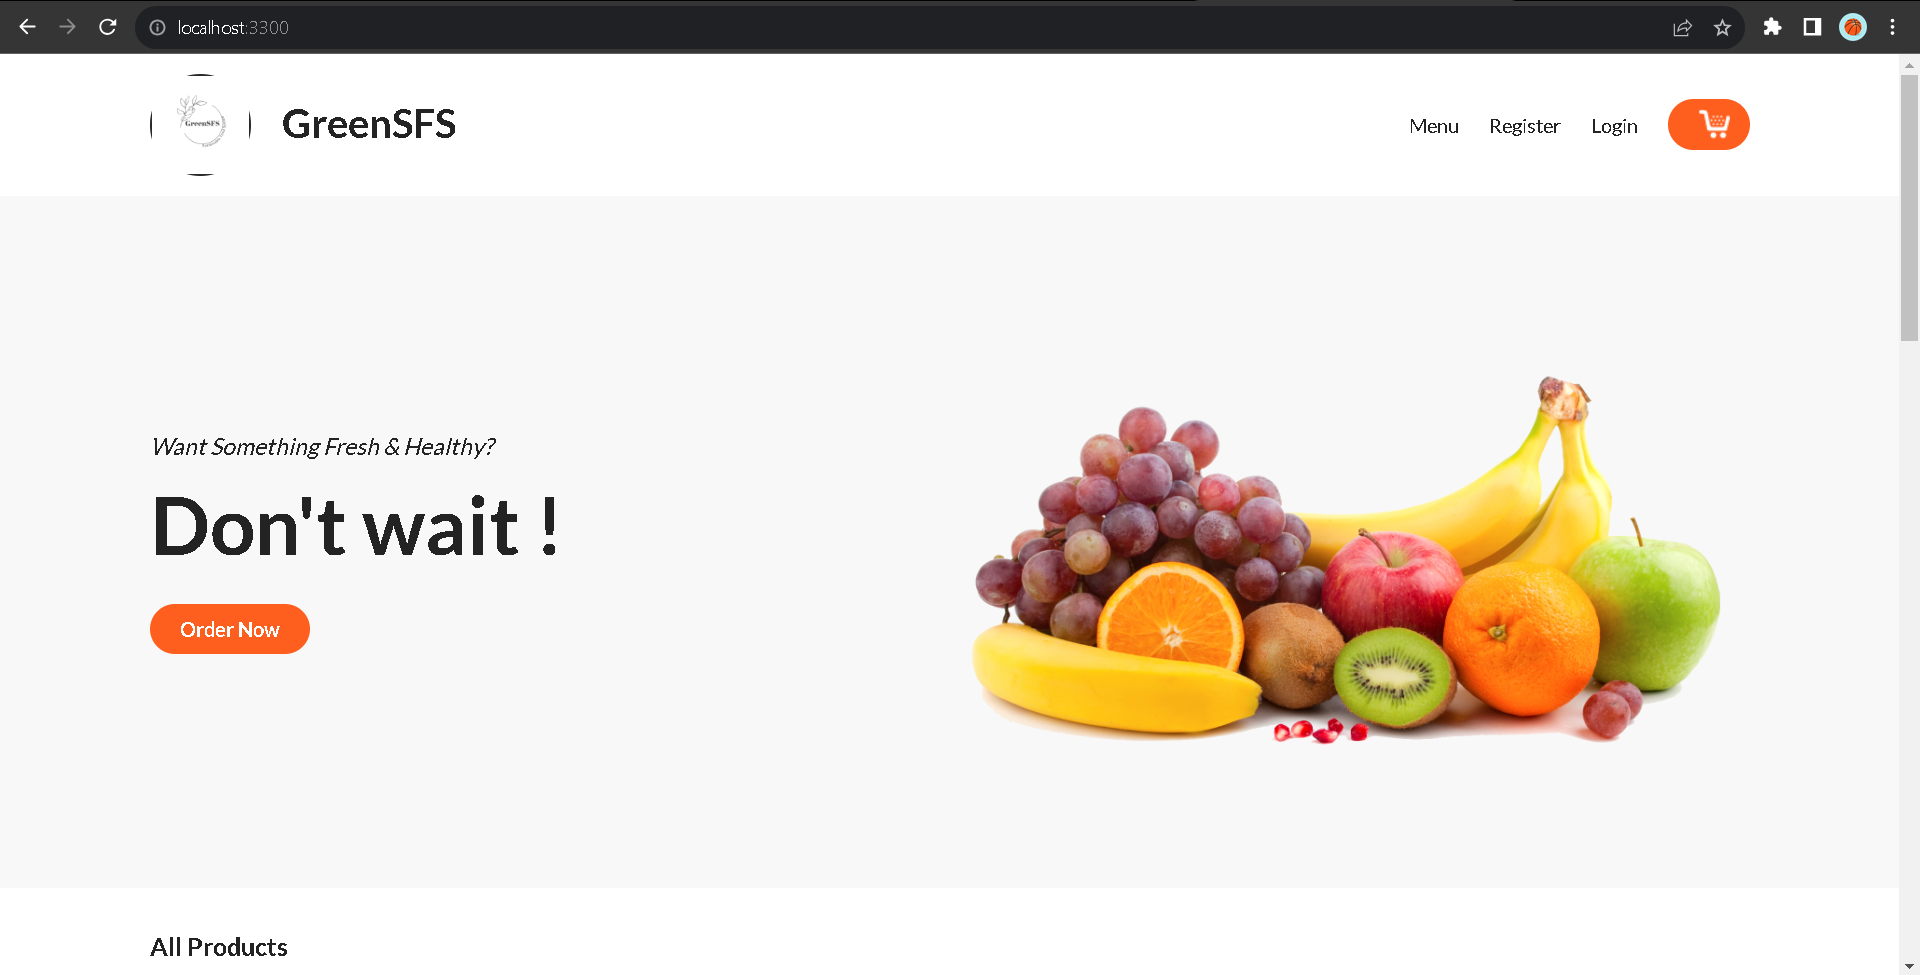 localhost:3300
GreenSFS
GreenSFS
Menu
Register
Login
Want Something Fresh & Healthy?
Don't wait !
Order Now
All Products